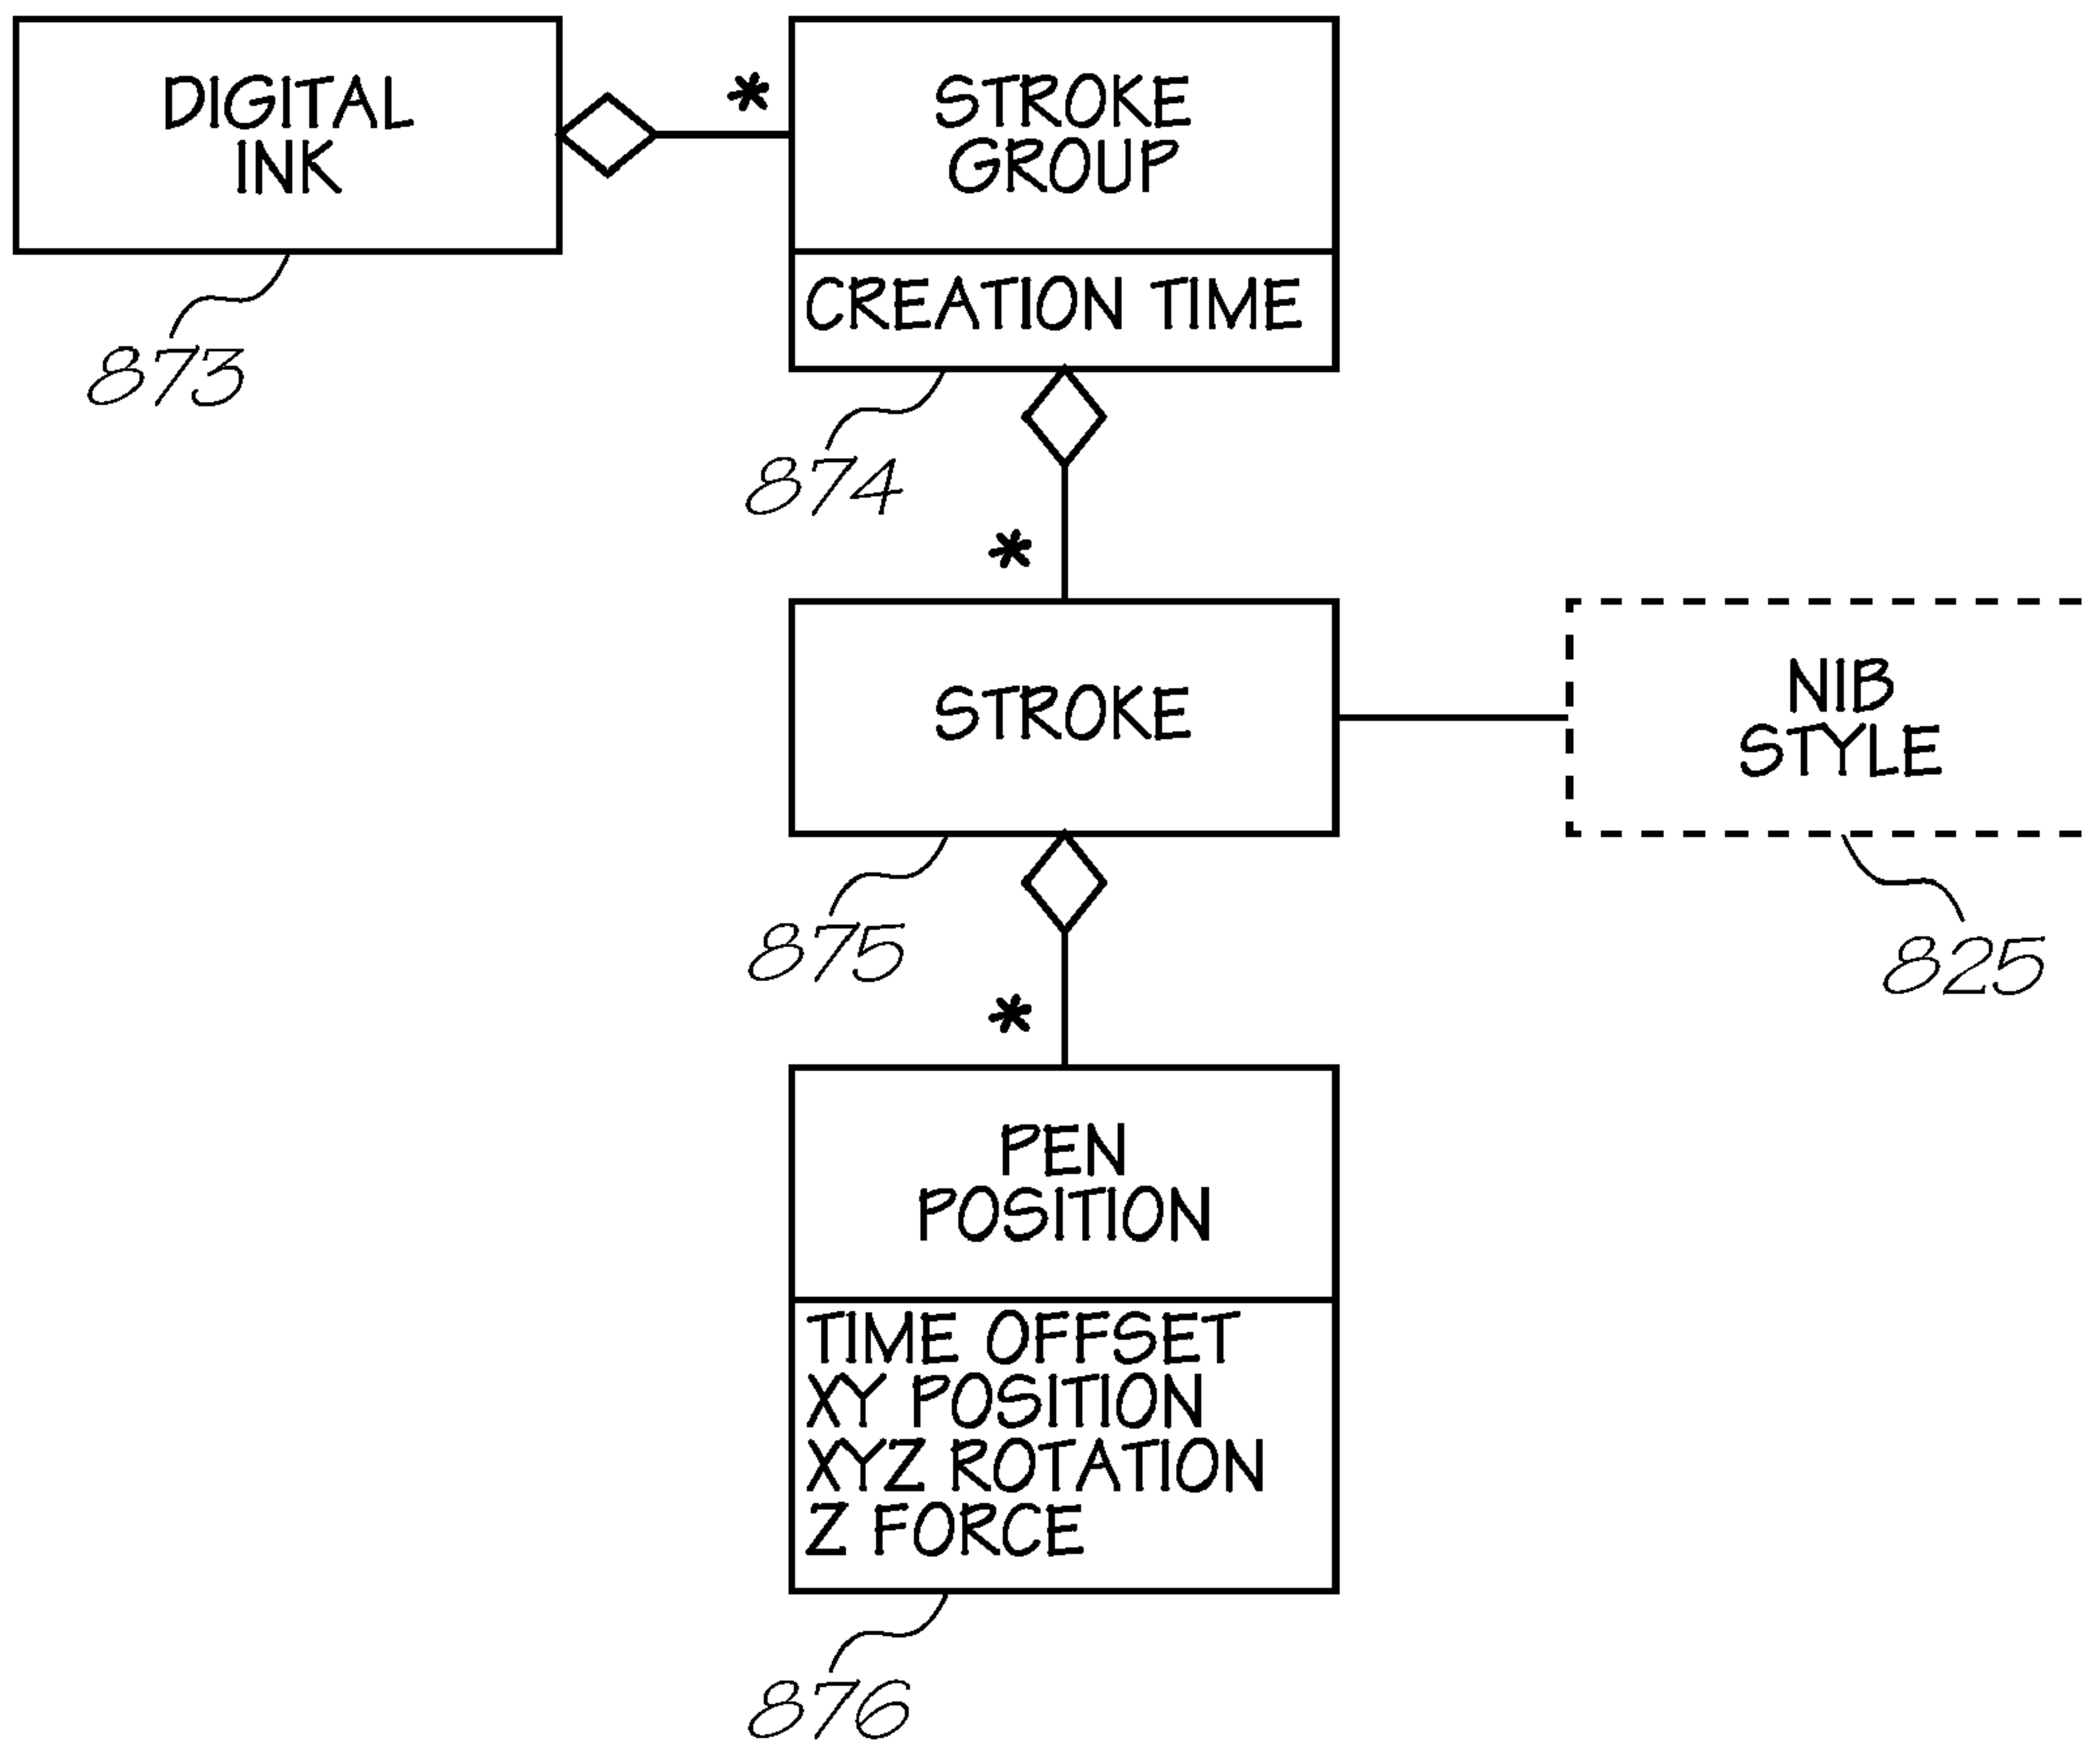 DIGITAL
INK
*
STROKE
GROUP
CREATION TIME
873
874
*
STROKE
NIB
STYLE
875
825
*
PEN
POSITION
TIME OFFSET
XY POSITION
XYZ ROTATION
Z FORCE
876